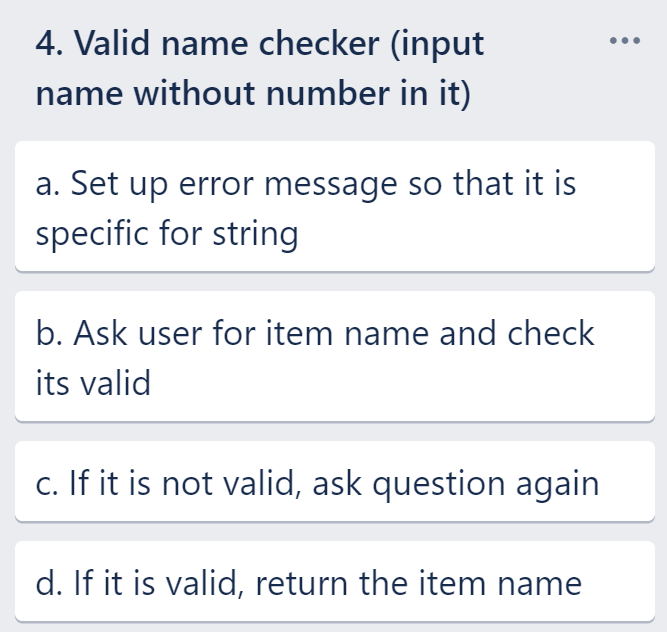 4. Valid name checker (input
name without number in it)
a. Set up error message so that it is
specific for string
b. Ask user for item name and check
its valid
c. If it is not valid, ask question again
d. If it is valid, return the item name